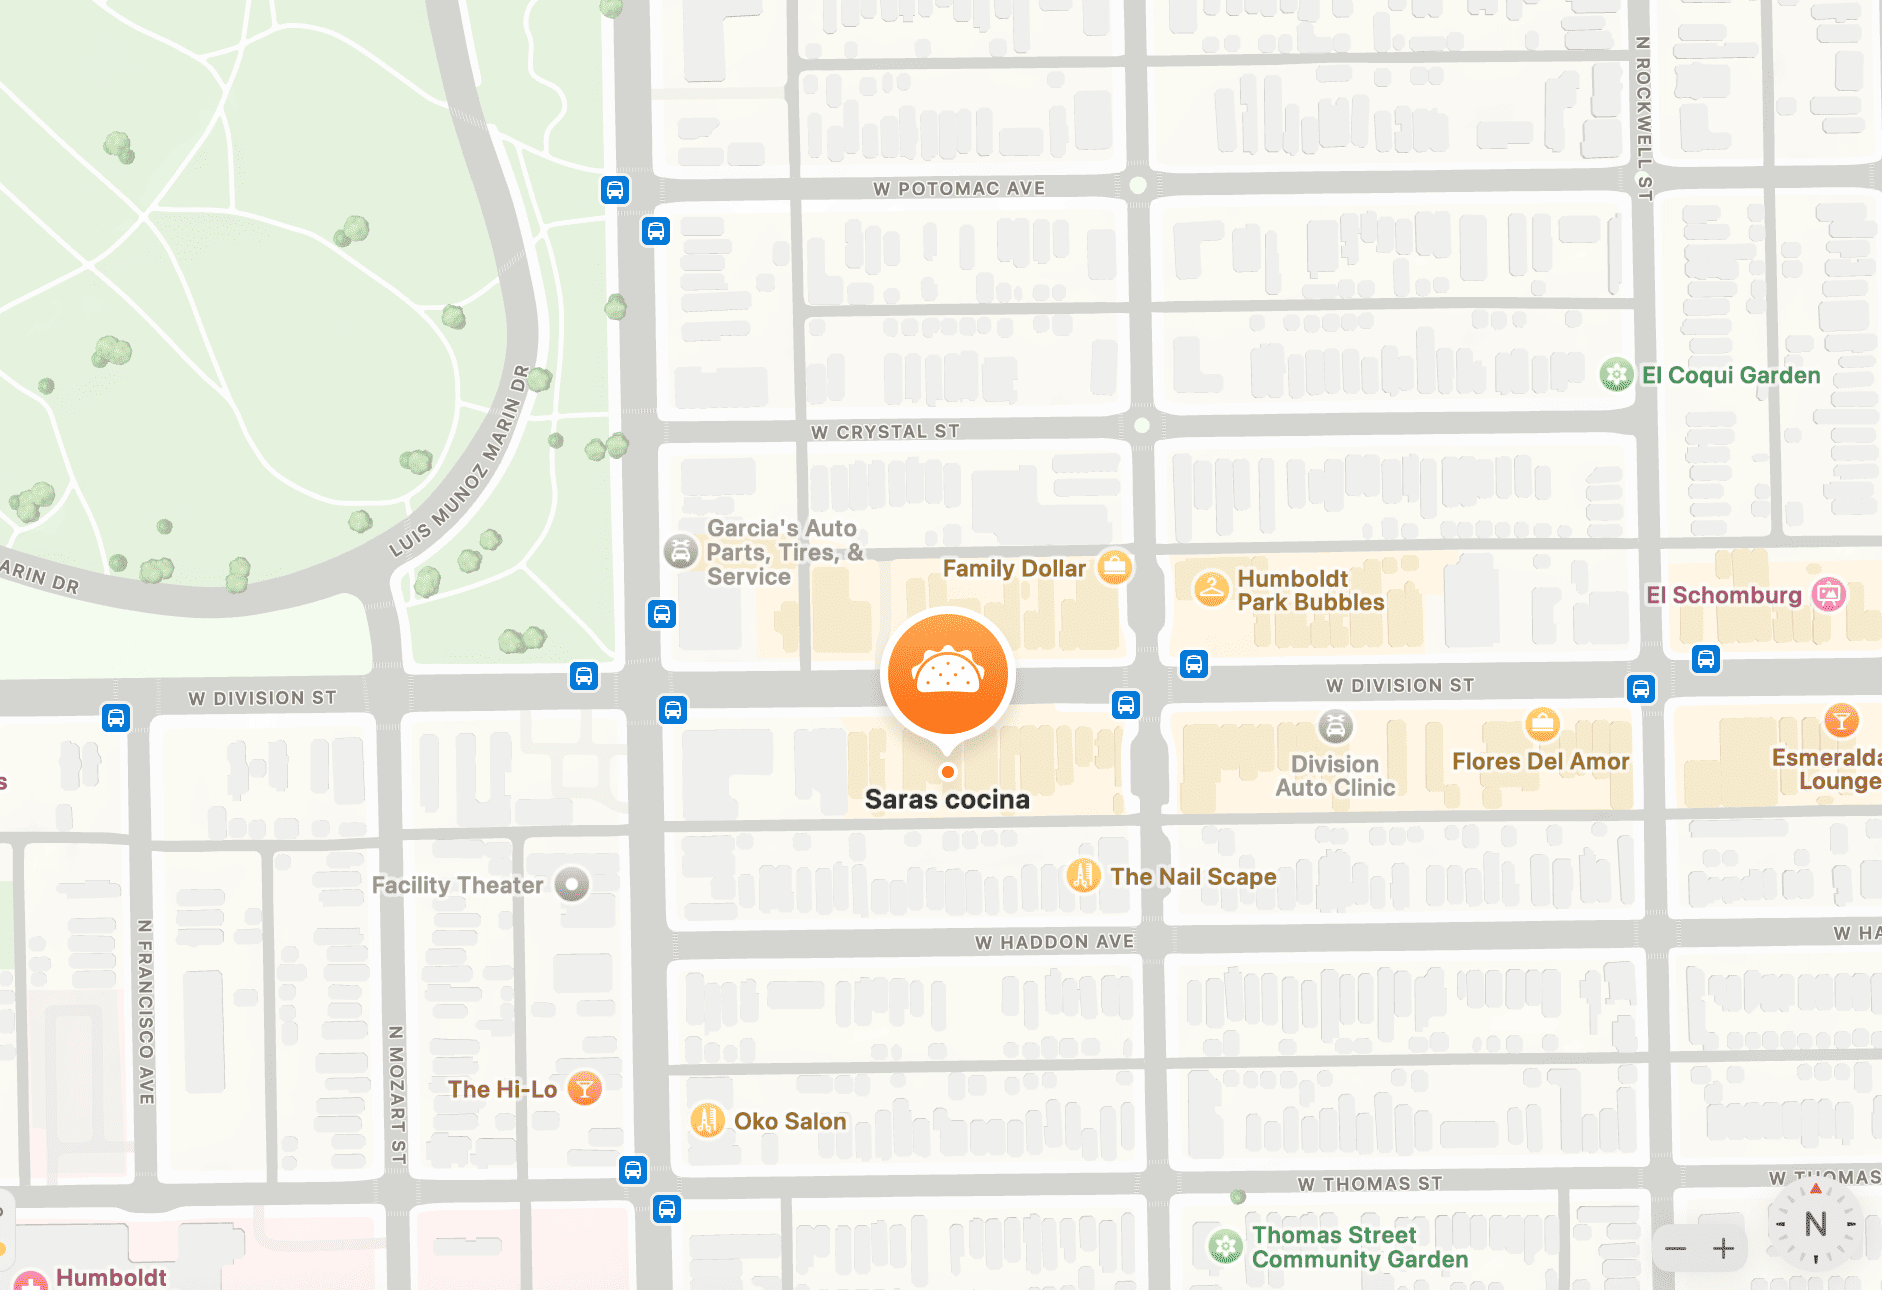 N ROCKWELL ST
W POTOMAC AVE
El Coqui Garden
LUIS MUNOZ MARIN DR
W CRYSTAL ST
Garcia's Auto
Parts, Tires, &
Service
Family Dollar
Humboldt
Park Bubbles
El Schomburg
ARIN DR
W DIVISION ST
W DIVISION ST
Division
Auto Clinic
Flores Del Amor
Esmeralda
Lounge
s
Saras cocina
Facility Theater
The Nail Scape
N FRANCISCO AVE
W HADDON AVE
W HA
N MOZART ST
The Hi-Lo
Oko Salon
W THOMAS ST
W THOMAS
Thomas Street
Community Garden
N
− +
Humboldt